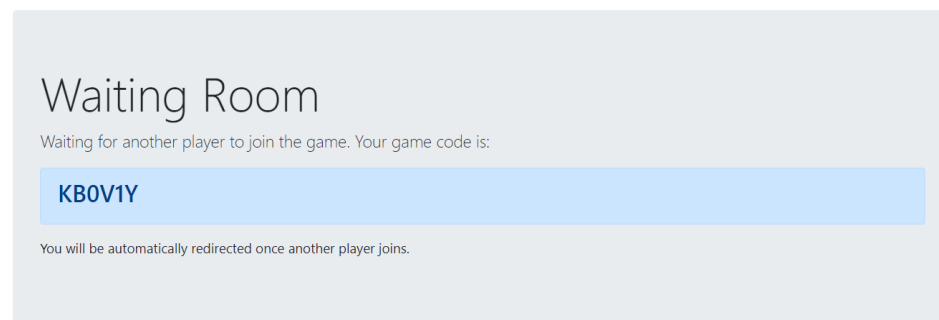 Waiting Room
Waiting for another player to join the game. Your game code is:
KB0V1Y
You will be automatically redirected once another player joins.